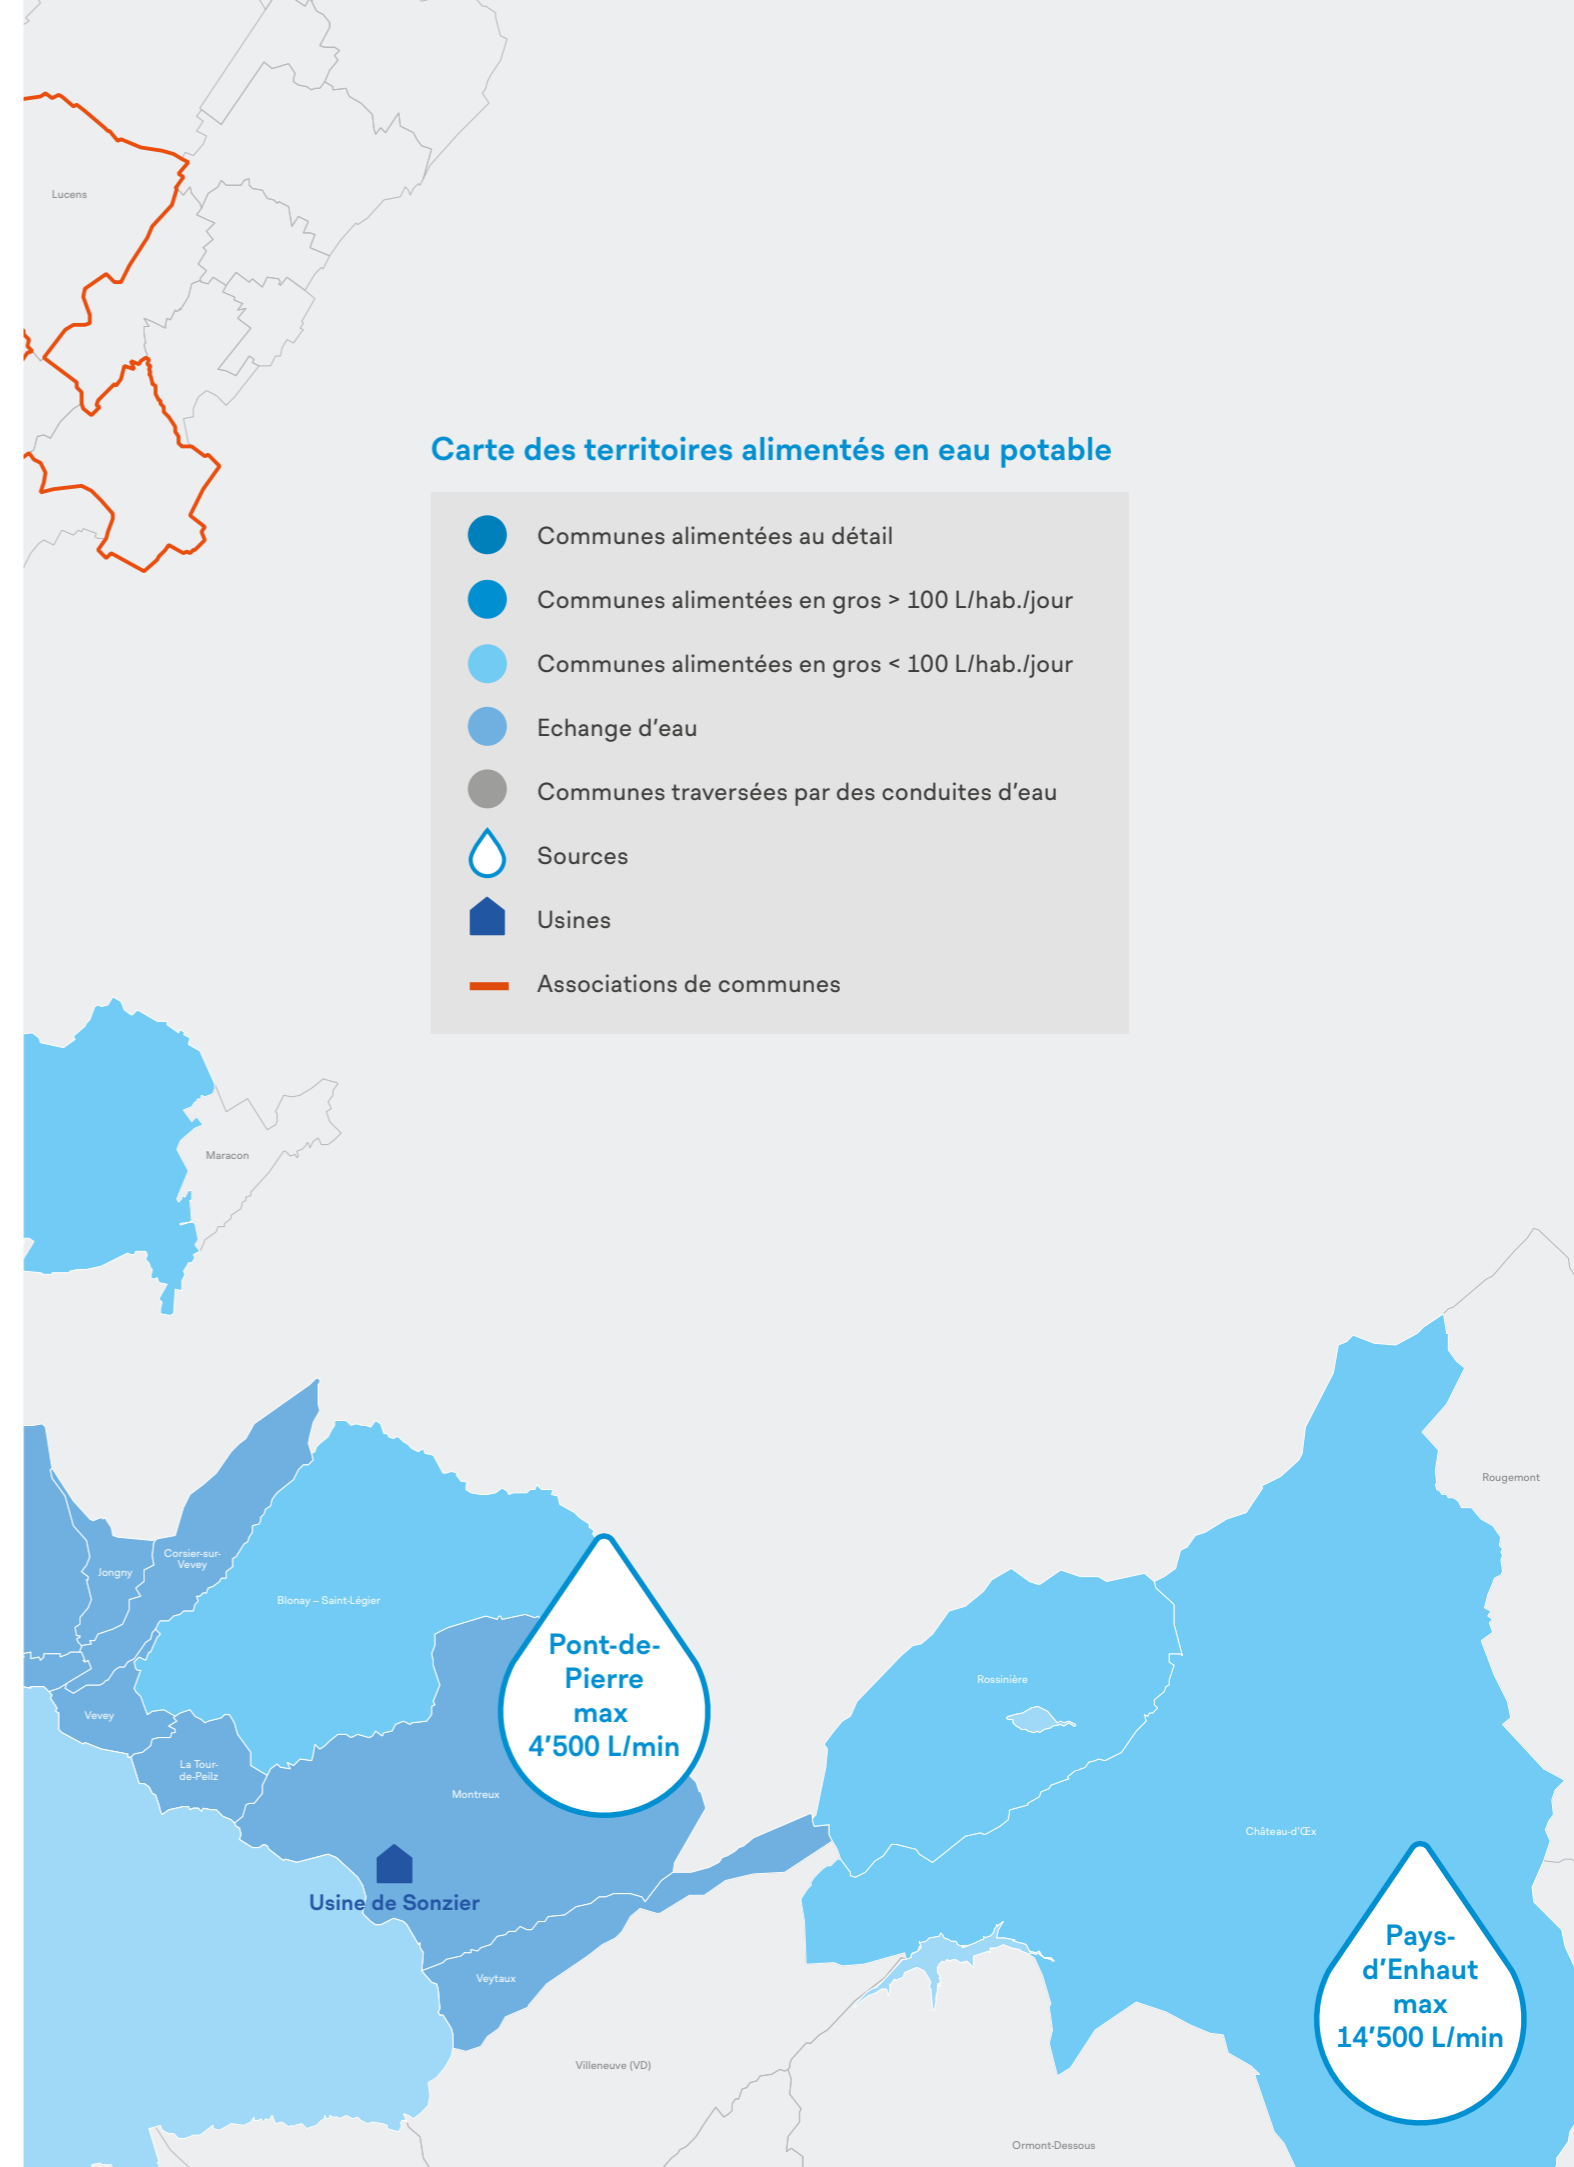 Lucens
Carte des territoires alimentés en eau potable
Communes alimentées au détail
Communes alimentées en gros > 100 L/hab./jour
Communes alimentées en gros < 100 L/hab./jour
Echange d’eau
Communes traversées par des conduites d’eau
Sources
Usines
Associations de communes
Maracon
Rougemont
Corsier-sur-
Vevey
Jongny
Blonay – Saint-Légier
Pont-de-
Pierre
max
4’500 L/min
Rossinière
Vevey
La Tour-
de-Peilz
Montreux
Château-d’Œx
Usine de Sonzier
Pays-
d’Enhaut
max
14’500 L/min
Veytaux
Villeneuve (VD)
Ormont-Dessous